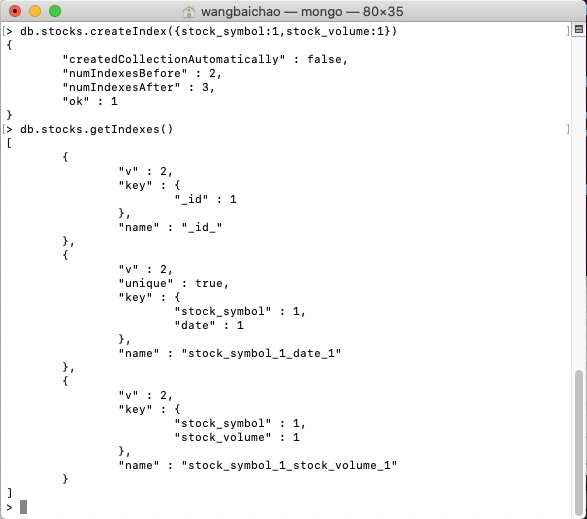 wangbaichao — mongo — 80×35
[> db.stocks.createIndex({stock_symbol:1,stock_volume:1}) ]
{
        "createdCollectionAutomatically" : false,
        "numIndexesBefore" : 2,
        "numIndexesAfter" : 3,
        "ok" : 1
}
[> db.stocks.getIndexes() ]
[
        {
                "v" : 2,
                "key" : {
                        "_id" : 1
                },
                "name" : "_id_"
        },
        {
                "v" : 2,
                "unique" : true,
                "key" : {
                        "stock_symbol" : 1,
                        "date" : 1
                },
                "name" : "stock_symbol_1_date_1"
        },
        {
                "v" : 2,
                "key" : {
                        "stock_symbol" : 1,
                        "stock_volume" : 1
                },
                "name" : "stock_symbol_1_stock_volume_1"
        }
]
>